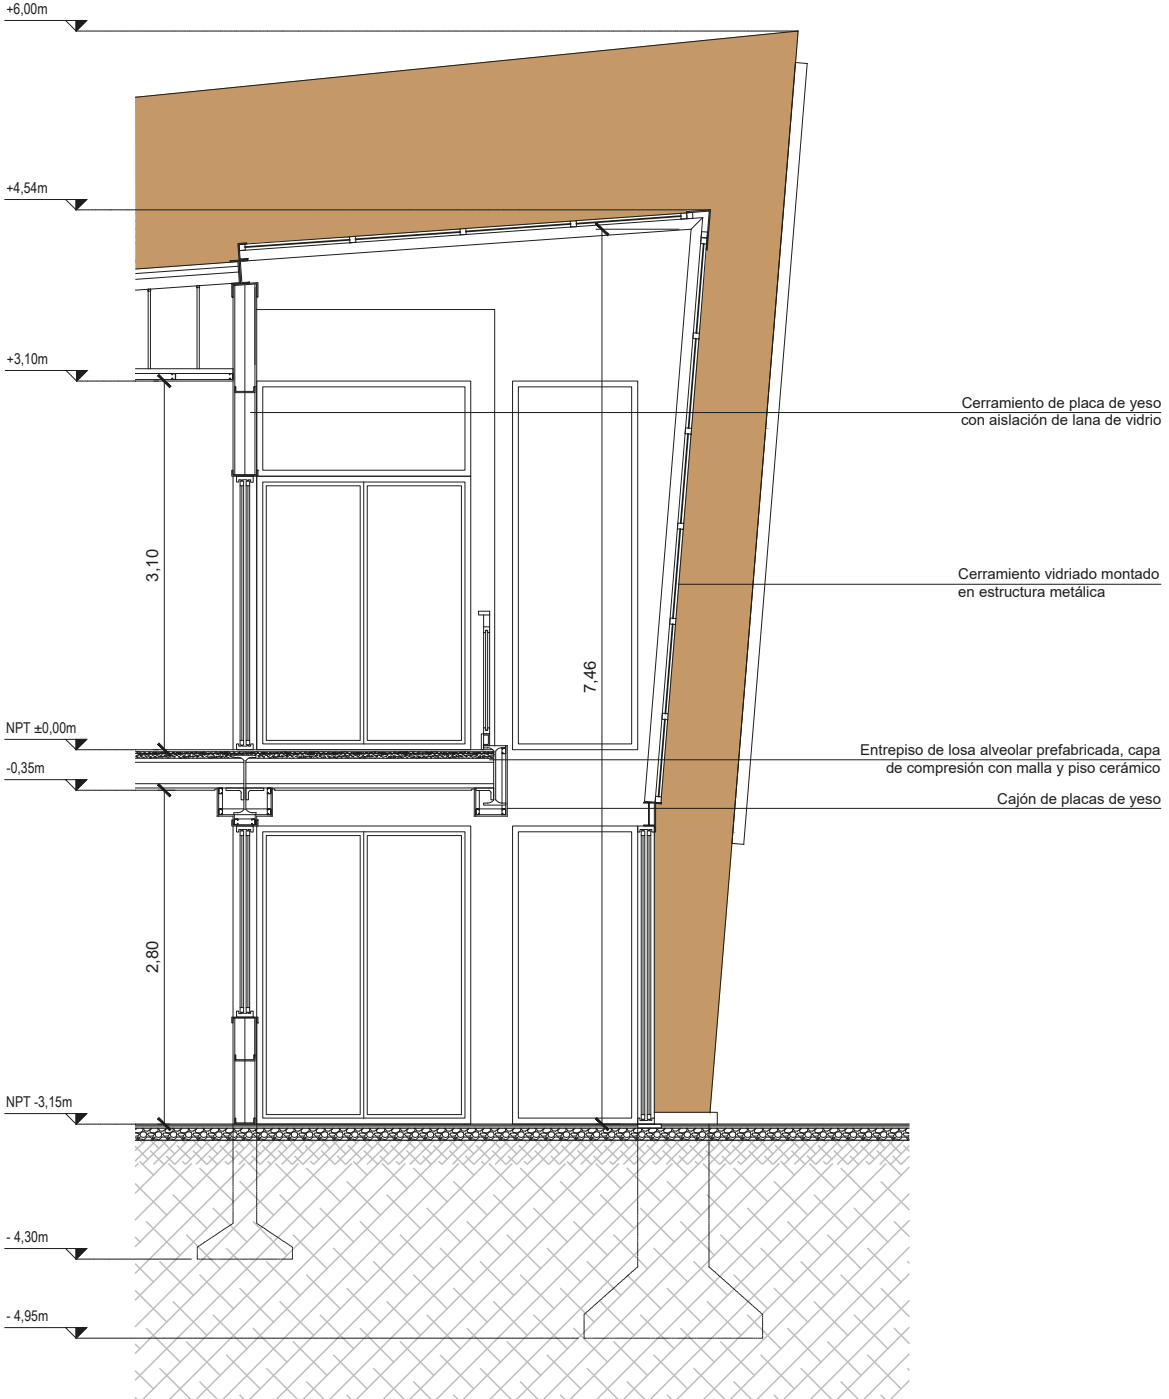 +6,00m
+4,54m
+3,10m
Cerramiento de placa de yeso
con aislación de lana de vidrio
3,10
Cerramiento vidriado montado
en estructura metálica
7,46
NPT ±0,00m
Entrepiso de losa alveolar prefabricada, capa
de compresión con malla y piso cerámico
-0,35m
Cajón de placas de yeso
2,80
NPT -3,15m
- 4,30m
- 4,95m